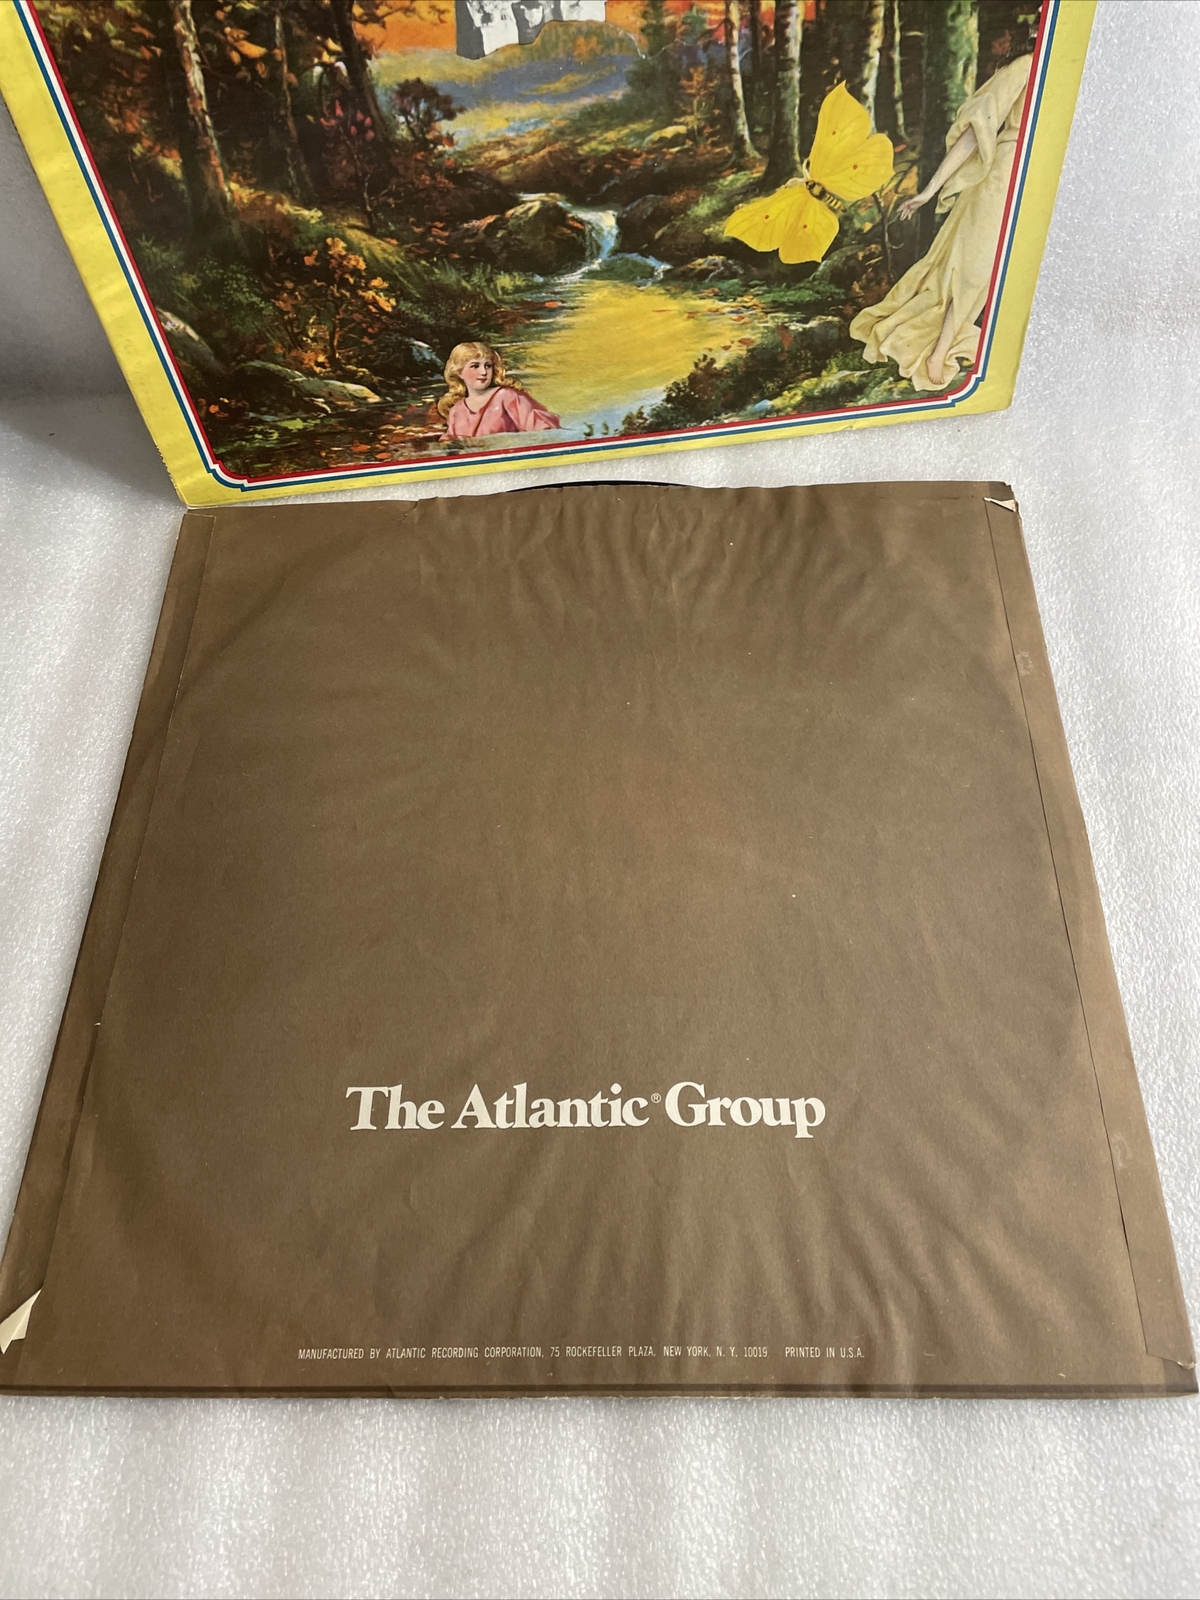 The Atlantic® Group
MANUFACTURED BY ATLANTIC RECORDING CORPORATION, 75 ROCKEFELLER PLAZA, NEW YORK, N. Y. 10019 PRINTED IN U.S.A.